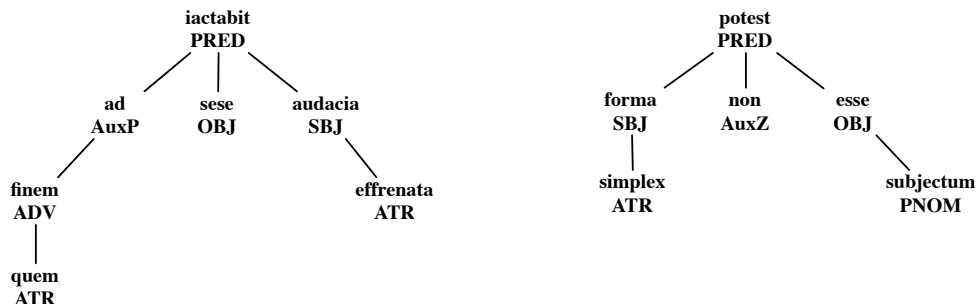 iactabit
PRED
ad
AuxP
sese
OBJ
audacia
SBJ
finem
ADV
effrenata
ATR
quem
ATR
potest
PRED
forma
SBJ
non
AuxZ
esse
OBJ
simplex
ATR
subjectum
PNOM